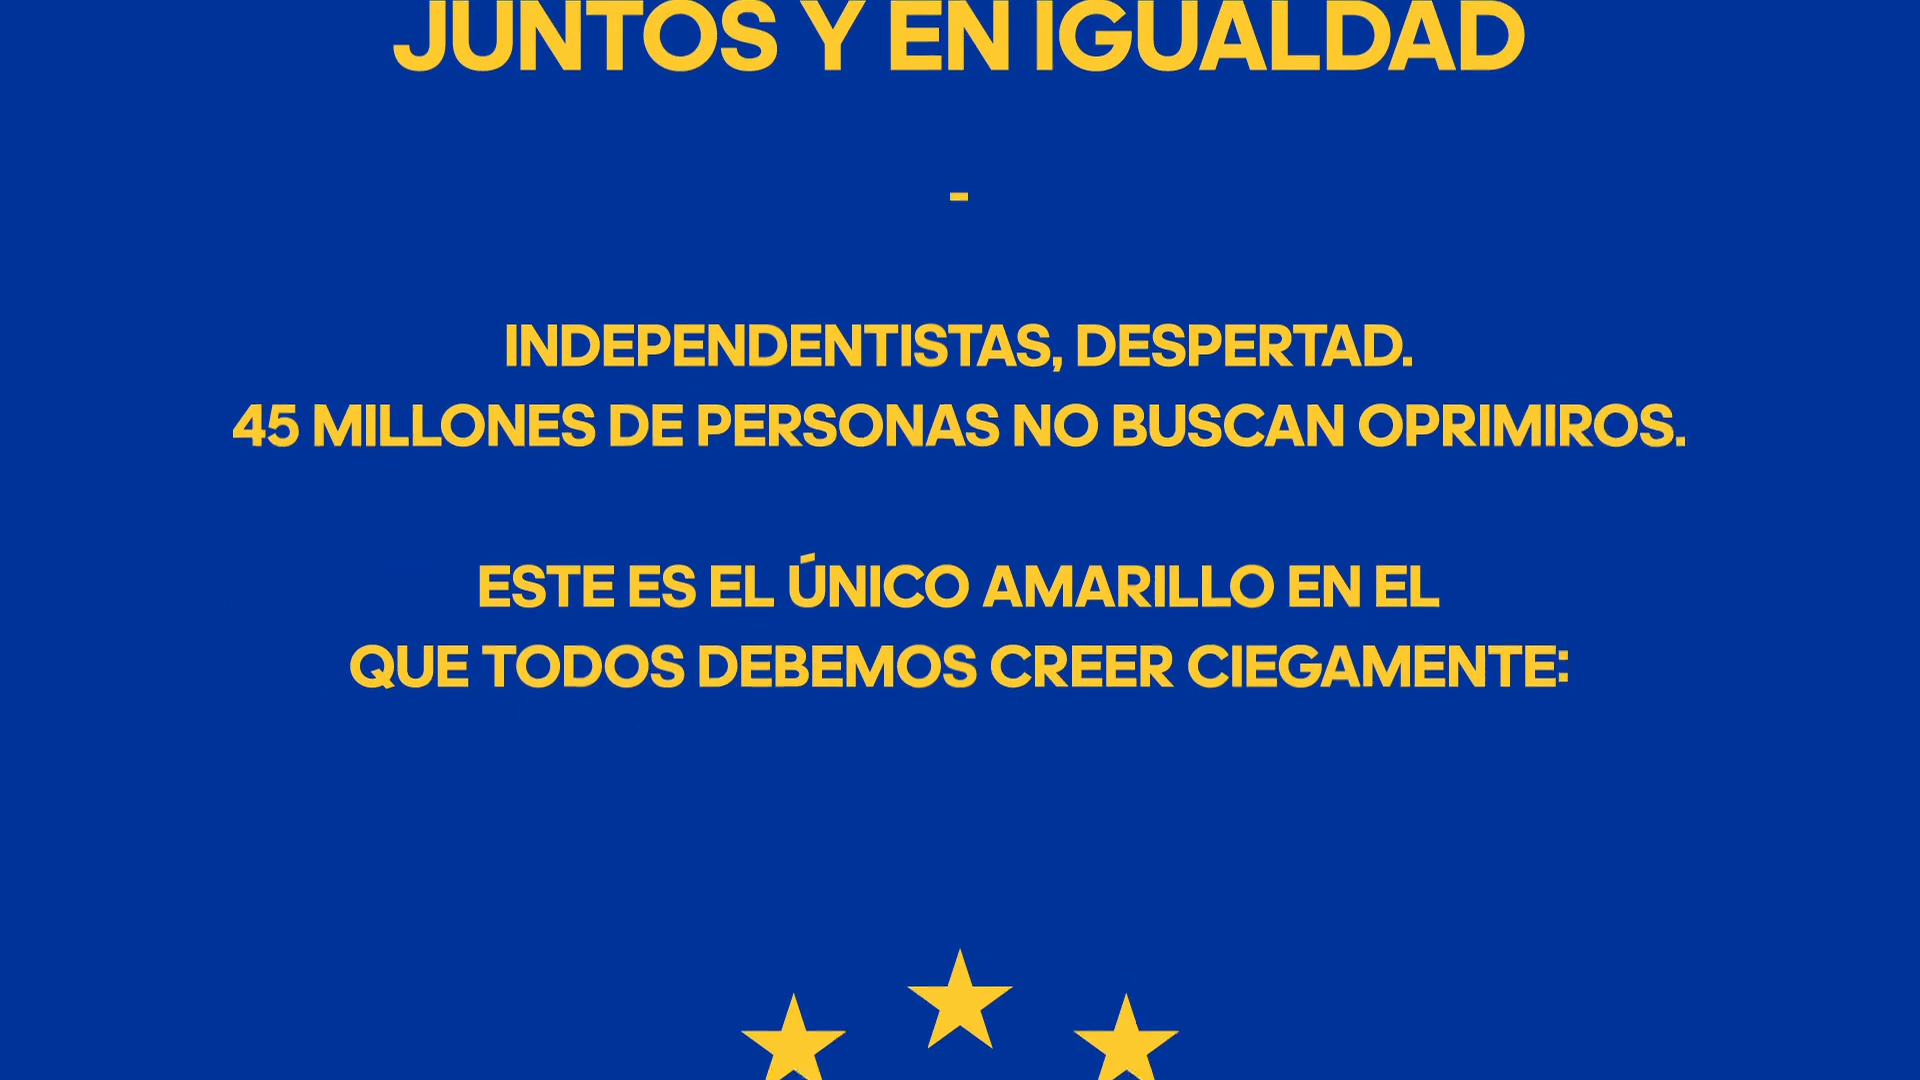 JUNTOS Y EN IGUALDAD
-
INDEPENDENTISTAS, DESPERTAD.
45 MILLONES DE PERSONAS NO BUSCAN OPRIMIROS.
ESTE ES EL ÚNICO AMARILLO EN EL
QUE TODOS DEBEMOS CREER CIEGAMENTE: